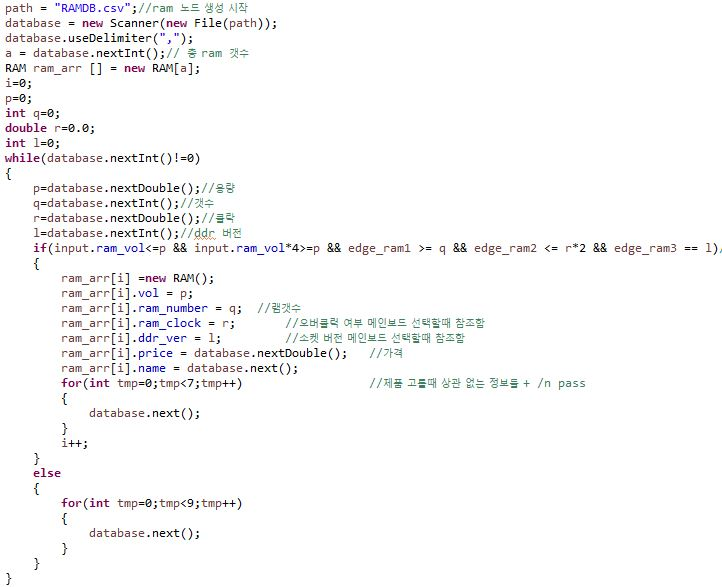 path = "RAMDB.csv";//ram 노드 생성 시작
database = new Scanner(new File(path));
database.useDelimiter(",");
a = database.nextInt();// 총 ram 갯수
RAM ram_arr [] = new RAM[a];
i=0;
p=0;
int q=0;
double r=0.0;
int l=0;
while(database.nextInt()!=0)
{
    p=database.nextDouble();//용량
    q=database.nextInt();//갯수
    r=database.nextDouble();//클락
    l=database.nextInt();//ddr 버전
    if(input.ram_vol<=p && input.ram_vol*4>=p && edge_ram1 >= q && edge_ram2 <= r*2 && edge_ram3 == l)/
    {
        ram_arr[i] =new RAM();
        ram_arr[i].vol = p;
        ram_arr[i].ram_number = q;  //램갯수
        ram_arr[i].ram_clock = r;       //오버클럭 여부 메인보드 선택할때 참조함
        ram_arr[i].ddr_ver = l;         //소켓 버전 메인보드 선택할때 참조함
        ram_arr[i].price = database.nextDouble();   //가격
        ram_arr[i].name = database.next();
        for(int tmp=0;tmp<7;tmp++)                  //제품 고를때 상관 없는 정보들 + /n pass
        {
            database.next();
        }
        i++;
    }
    else
    {
        for(int tmp=0;tmp<9;tmp++)
        {
            database.next();
        }
    }
}